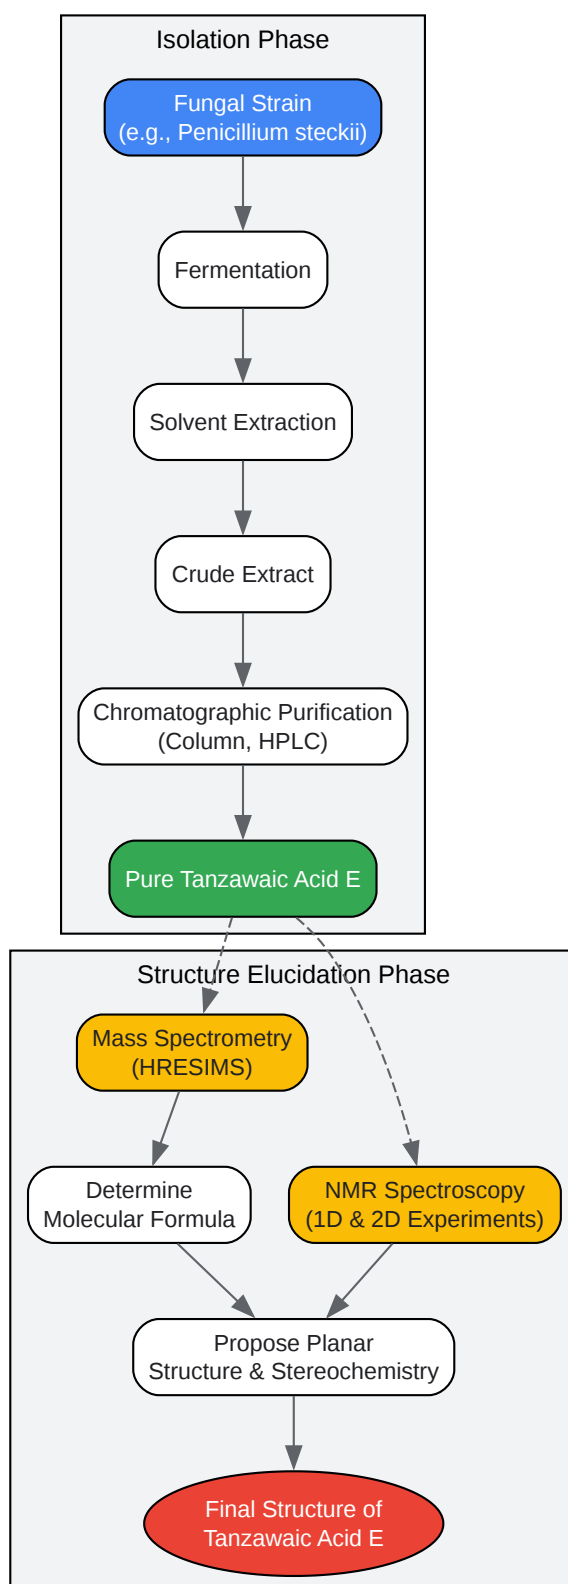 Isolation Phase
Fungal Strain
(e.g., Penicillium steckii)
Fermentation
Solvent Extraction
Crude Extract
Chromatographic Purification
(Column, HPLC)
Pure Tanzawaic Acid E
Structure Elucidation Phase
Mass Spectrometry
(HRESIMS)
Determine
Molecular Formula
NMR Spectroscopy
(1D & 2D Experiments)
Propose Planar
Structure & Stereochemistry
Final Structure of
Tanzawaic Acid E